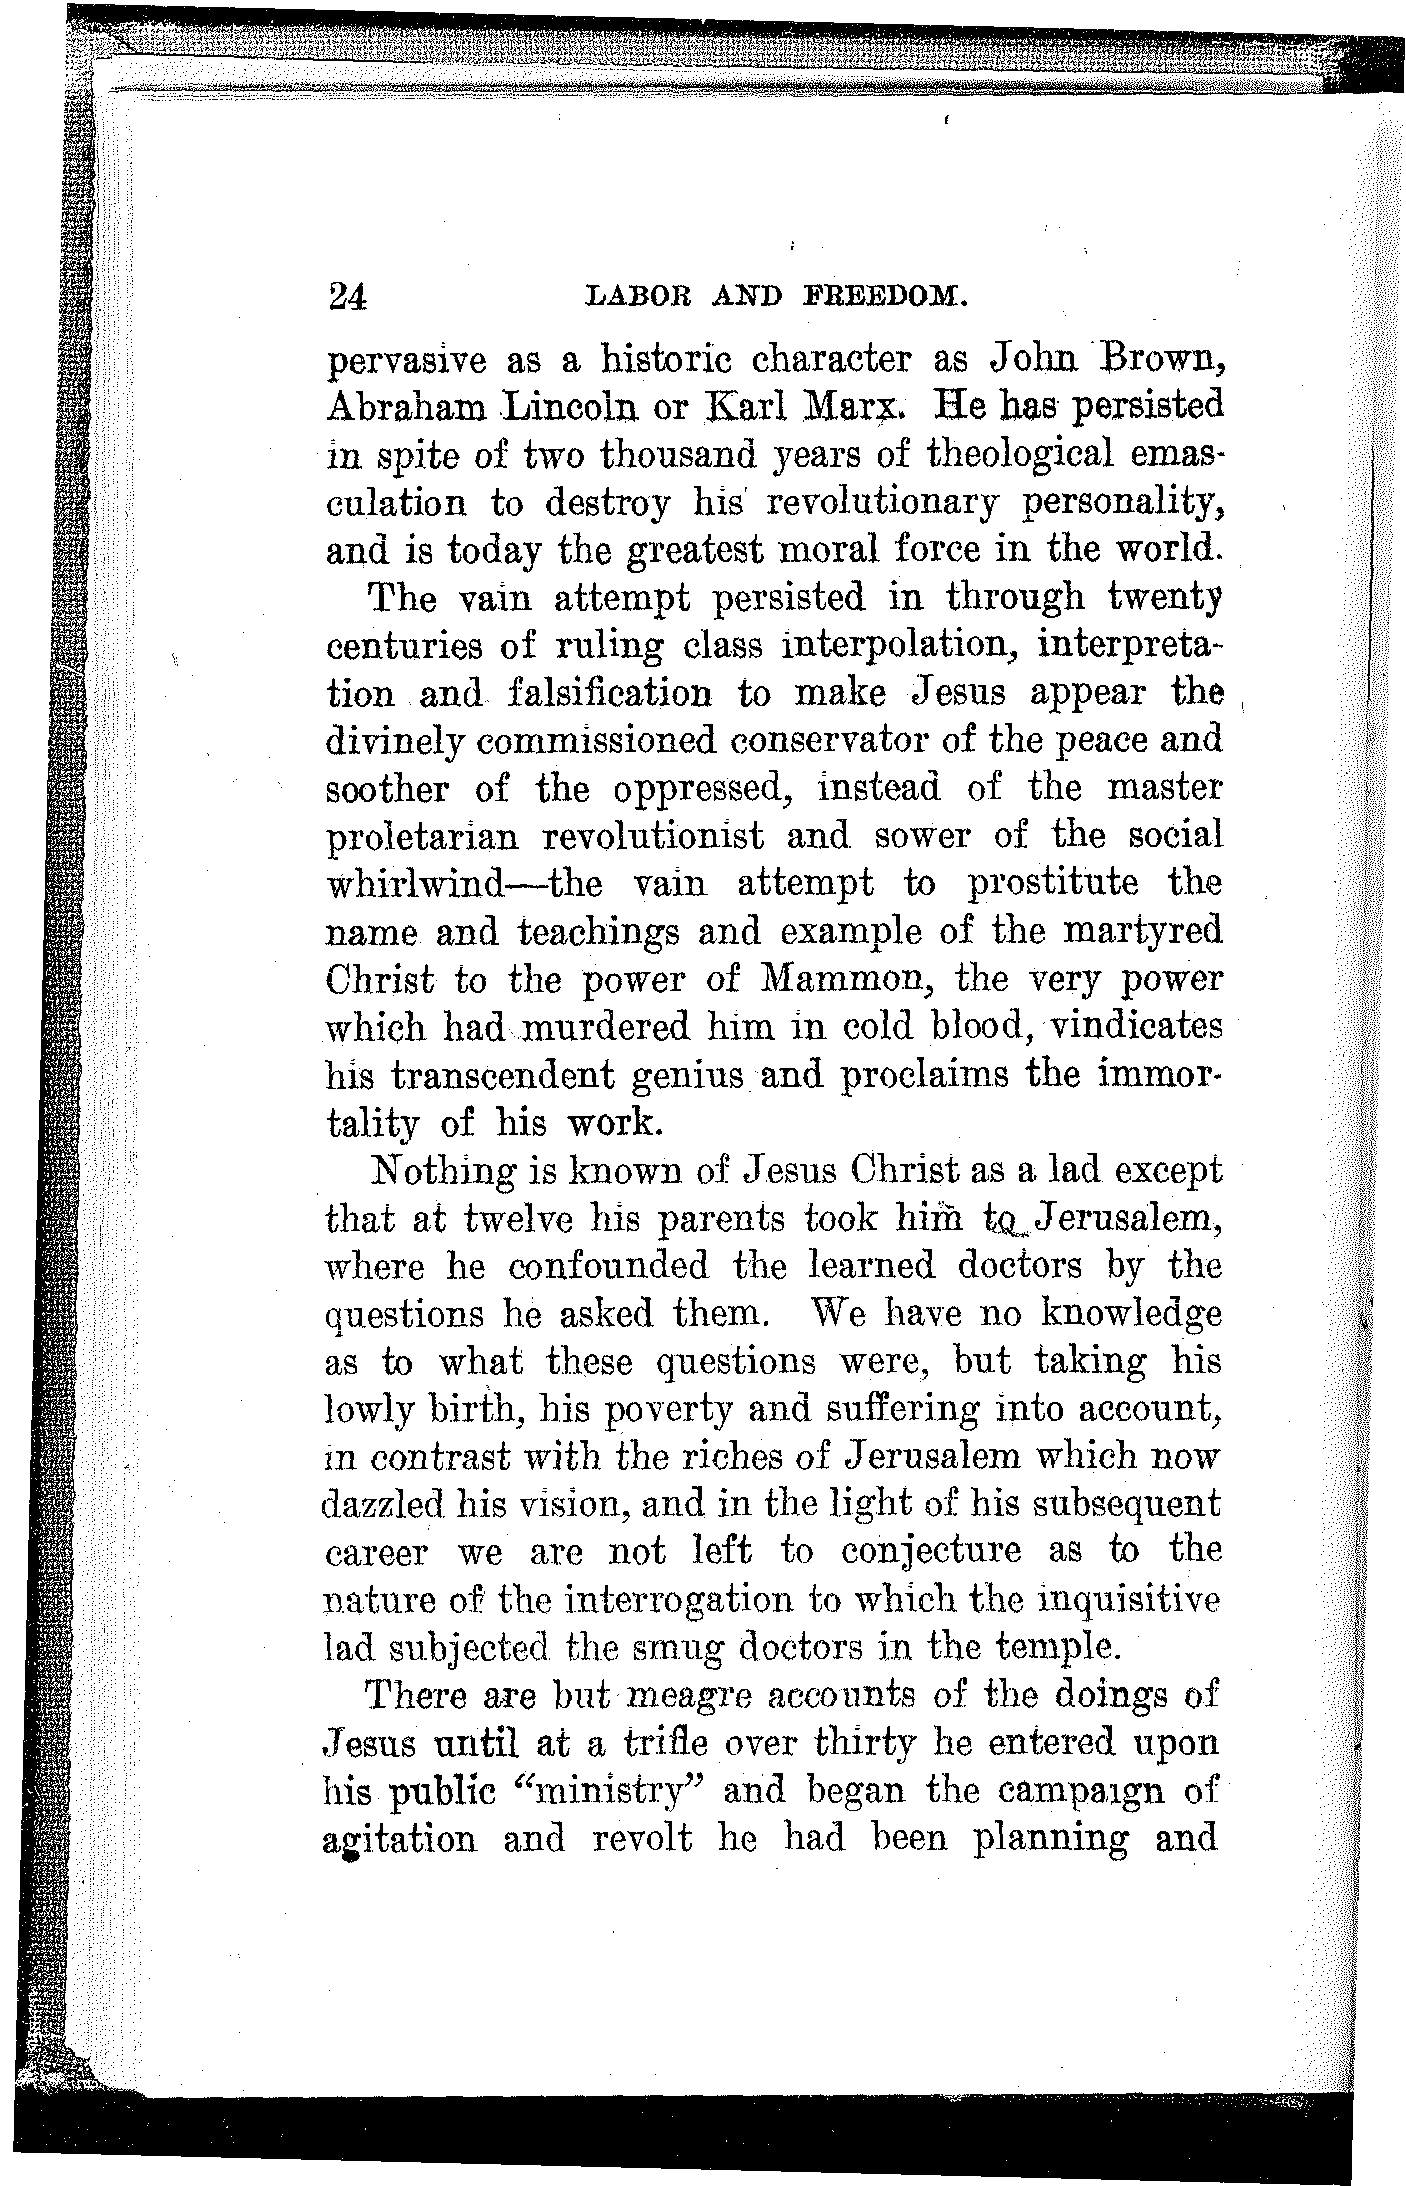 24 LABOR AND FREEDOM.
pervasive as a historic character as John Brown,
Abraham Lincoln or Karl Marx. He has persisted
in spite of two thousand years of theological emas-
culation to destroy his revolutionary personality,
and is today the greatest moral force in the world.
The vain attempt persisted in through twenty
centuries of ruling class interpolation, interpreta-
tion and falsification to make Jesus appear the
divinely commissioned conservator of the peace and
soother of the oppressed, instead of the master
proletarian revolutionist and sower of the social
whirlwind—the vain attempt to prostitute the
name and teachings and example of the martyred
Christ to the power of Mammon, the very power
which had murdered him in cold blood, vindicates
his transcendent genius and proclaims the immor-
tality of his work.
Nothing is known of Jesus Christ as a lad except
that at twelve his parents took him to Jerusalem,
where he confounded the learned doctors by the
questions he asked them. We have no knowledge
as to what these questions were, but taking his
lowly birth, his poverty and suffering into account,
in contrast with the riches of Jerusalem which now
dazzled his vision, and in the light of his subsequent
career we are not left to conjecture as to the
nature of the interrogation to which the inquisitive
lad subjected the smug doctors in the temple.
There are but meagre accounts of the doings of
Jesus until at a trifle over thirty he entered upon
his public "ministry" and began the campaign of
agitation and revolt he had been planning and